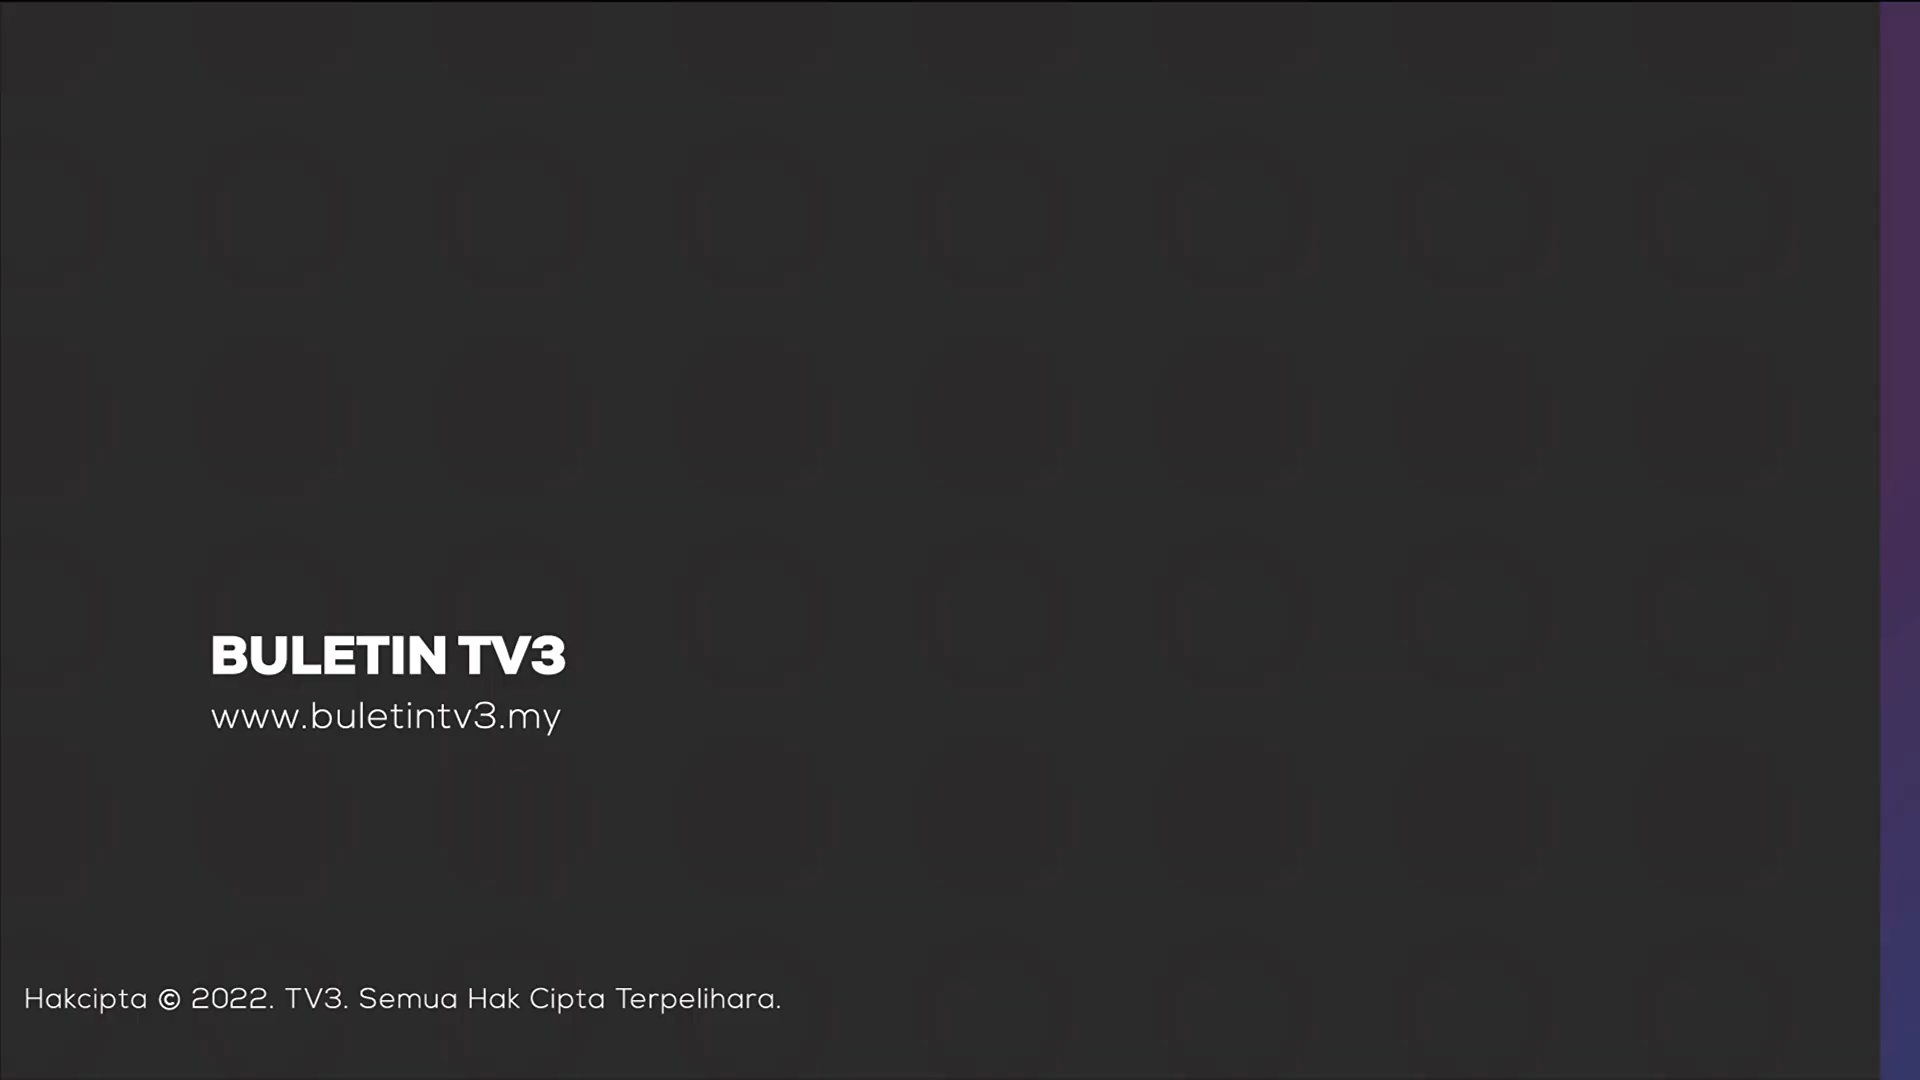 BULETIN TV3
www.buletintv3.my
Hakcipta © 2022. TV3. Semua Hak Cipta Terpelihara.